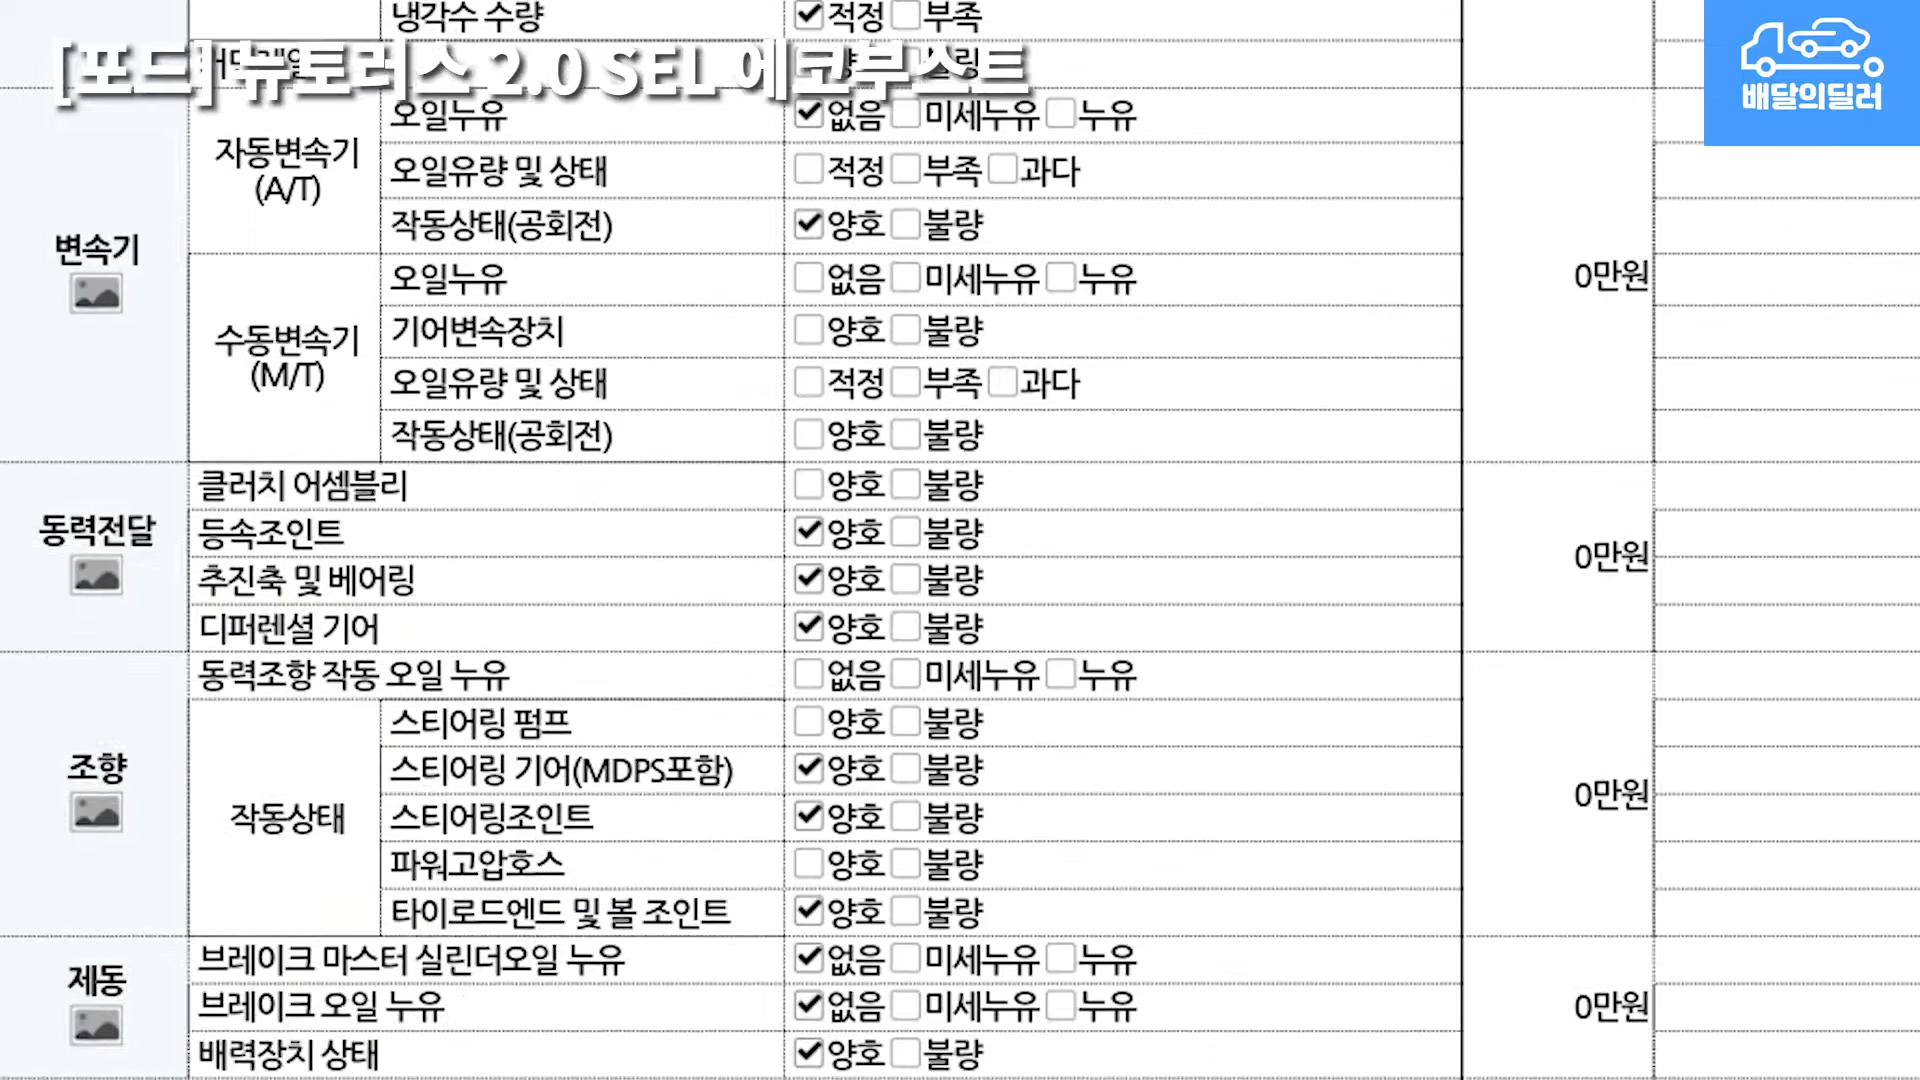 냉각수 수량 ✔적정 □부족
[포드] 뉴토러스 2.0 SEL 에코부스트
배달의딜러
변속기
자동변속기
(A/T)
오일누유 ✔없음 □미세누유 □누유
오일유량 및 상태 □적정 □부족 □과다
작동상태(공회전) ✔양호 □불량
수동변속기
(M/T)
오일누유 □없음 □미세누유 □누유
기어변속장치 □양호 □불량
오일유량 및 상태 □적정 □부족 □과다
작동상태(공회전) □양호 □불량
0만원
동력전달
클러치 어셈블리 □양호 □불량
등속조인트 ✔양호 □불량
추진축 및 베어링 ✔양호 □불량
디퍼렌셜 기어 ✔양호 □불량
0만원
조향
동력조향 작동 오일 누유 □없음 □미세누유 □누유
작동상태
스티어링 펌프 □양호 □불량
스티어링 기어(MDPS포함) ✔양호 □불량
스티어링조인트 ✔양호 □불량
파워고압호스 □양호 □불량
타이로드엔드 및 볼 조인트 ✔양호 □불량
0만원
제동
브레이크 마스터 실린더오일 누유 ✔없음 □미세누유 □누유
브레이크 오일 누유 ✔없음 □미세누유 □누유
배력장치 상태 ✔양호 □불량
0만원